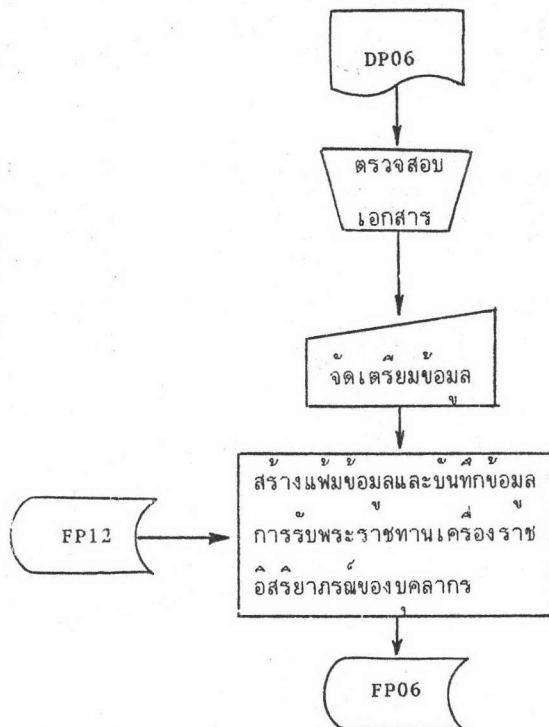 DP06
ตรวจสอบ
เอกสาร
จัดเตรียมข้อมูล
สร้างแฟ้มข้อมูลและบันทึกข้อมูล
การรับพระราชทานเครื่องราช
อิสริยาภรณ์ของบุคลากร
FP12
FP06